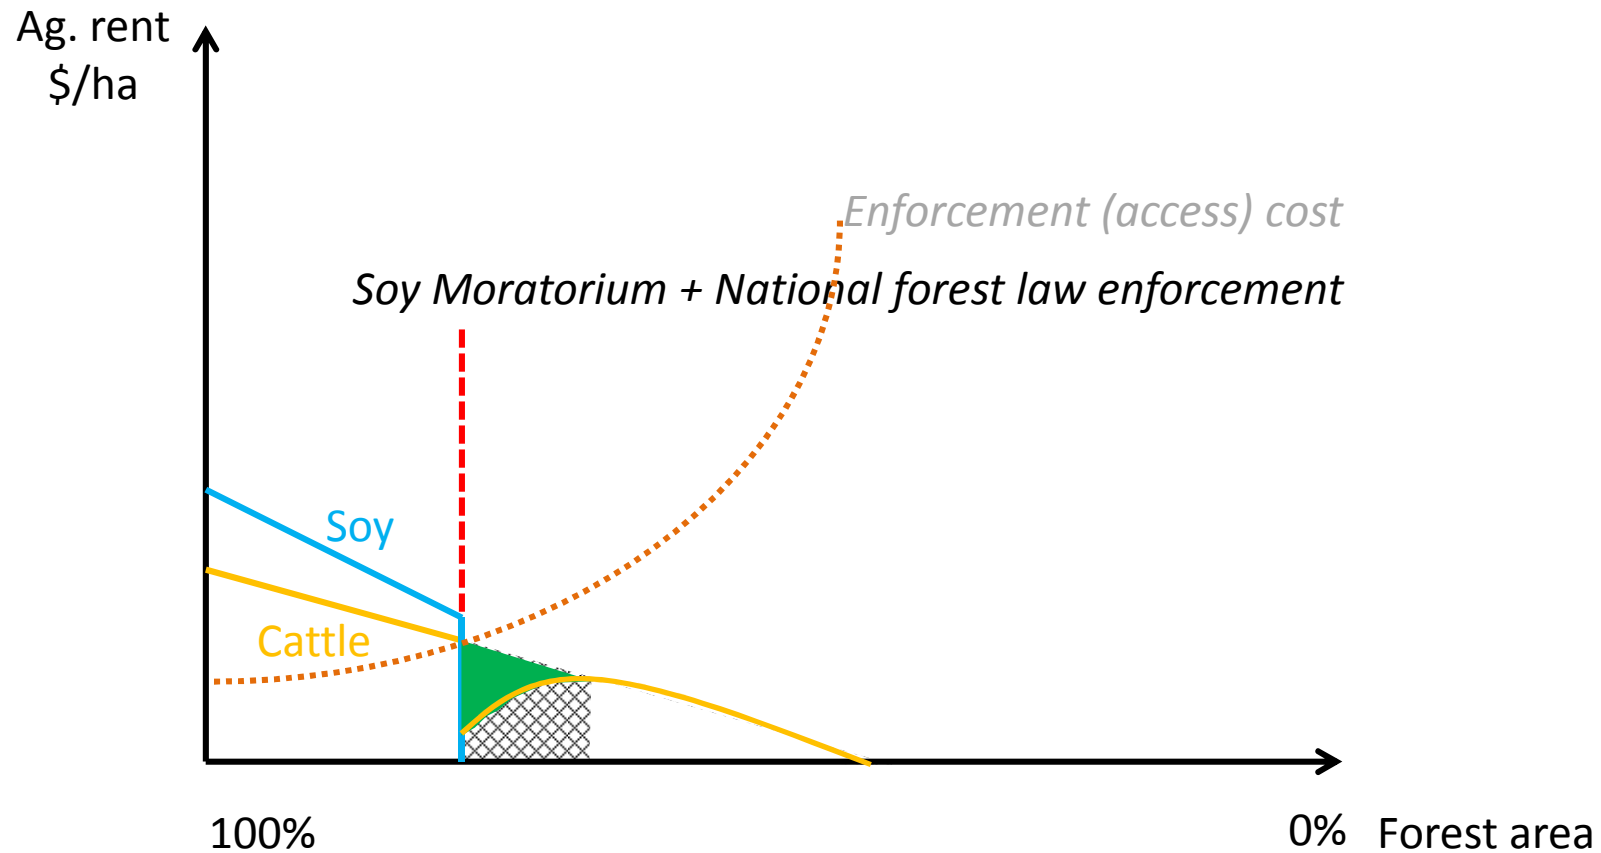 Ag. rent
$/ha
Enforcement (access) cost
Soy Moratorium + National forest law enforcement
Soy
Cattle
100%
0% Forest area